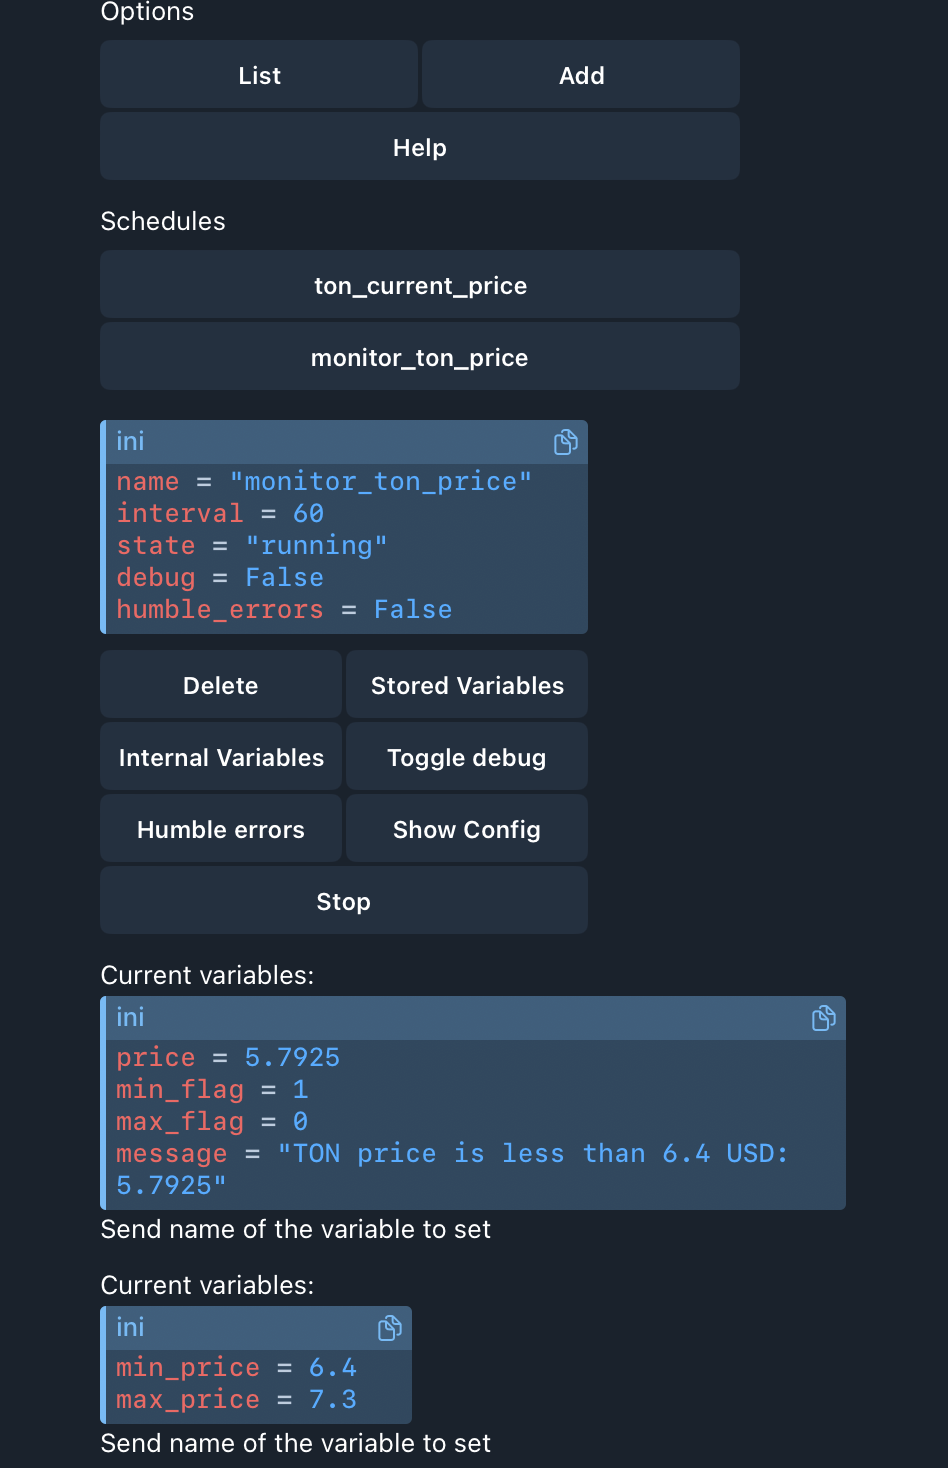 Options
List
Add
Help
Schedules
ton_current_price
monitor_ton_price
ini
name = "monitor_ton_price"
interval = 60
state = "running"
debug = False
humble_errors = False
Delete
Stored Variables
Internal Variables
Toggle debug
Humble errors
Show Config
Stop
Current variables:
ini
price = 5.7925
min_flag = 1
max_flag = 0
message = "TON price is less than 6.4 USD:
5.7925"
Send name of the variable to set
Current variables:
ini
min_price = 6.4
max_price = 7.3
Send name of the variable to set